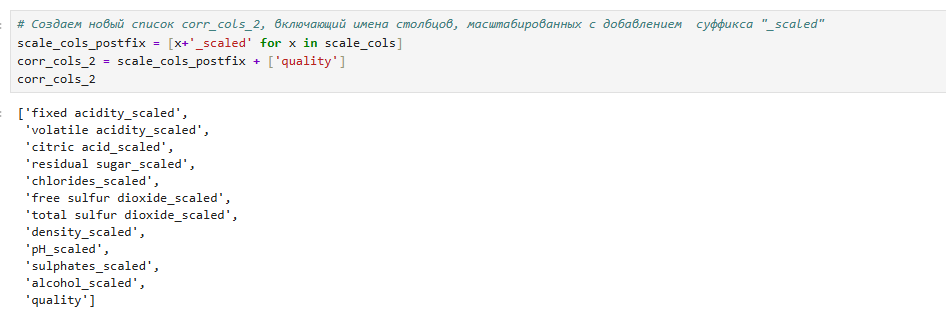 # Создаем новый список corr_cols_2, включающий имена столбцов, масштабированных с добавлением  суффикса "_scaled"
scale_cols_postfix = [x+'_scaled' for x in scale_cols]
corr_cols_2 = scale_cols_postfix + ['quality']
corr_cols_2
['fixed acidity_scaled',
 'volatile acidity_scaled',
 'citric acid_scaled',
 'residual sugar_scaled',
 'chlorides_scaled',
 'free sulfur dioxide_scaled',
 'total sulfur dioxide_scaled',
 'density_scaled',
 'pH_scaled',
 'sulphates_scaled',
 'alcohol_scaled',
 'quality']